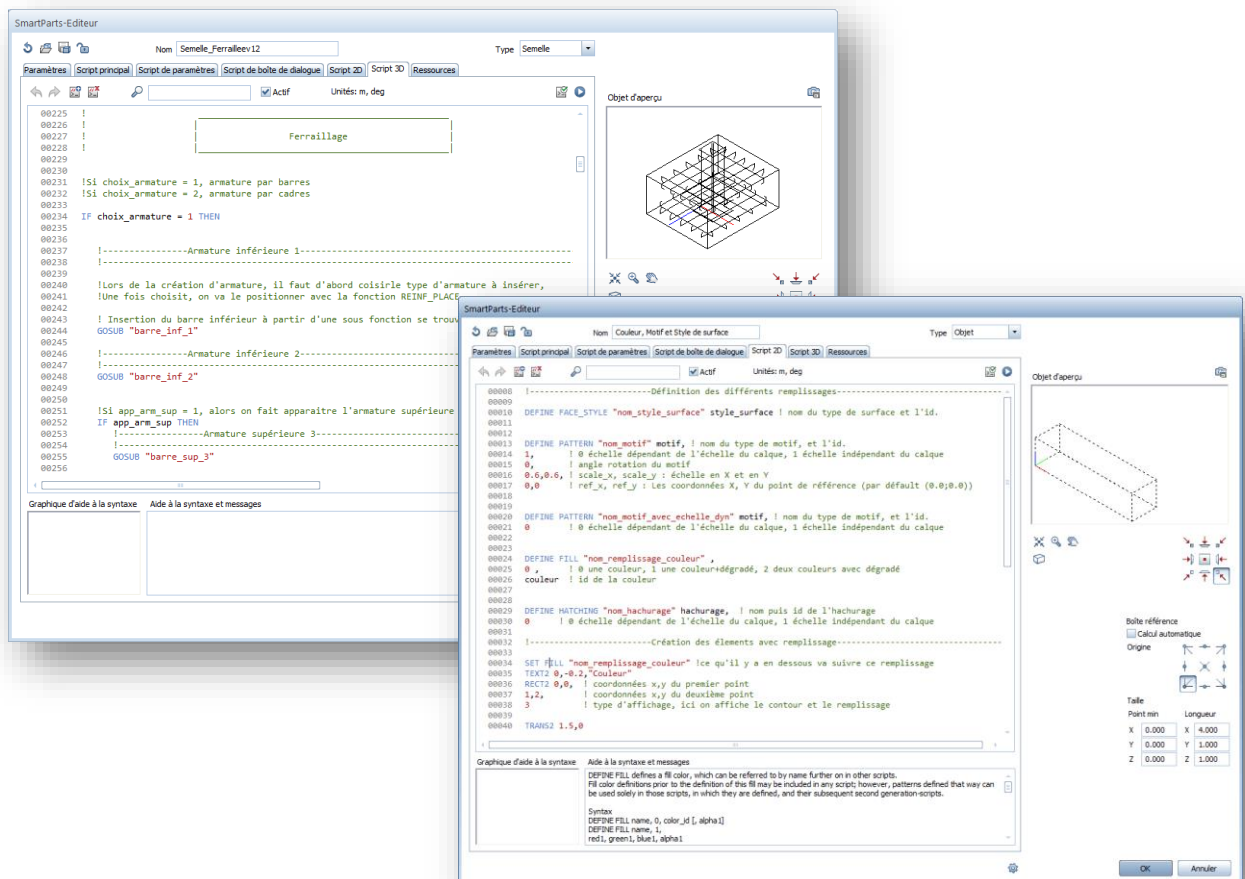 SmartParts-Editeur
Nom Semelle_Ferrailleev12 Type Semelle
Paramètres Script principal Script de paramètres Script de boîte de dialogue Script 2D Script 3D Ressources
Actif Unités: m, deg
Objet d'aperçu
00225 !
00226 ! | |
00227 ! | Ferraillage |
00228 ! | |
00229
00230
00231 !Si choix_armature = 1, armature par barres
00232 !Si choix_armature = 2, armature par cadres
00233
00234 IF choix_armature = 1 THEN
00235
00236
00237 !---------------Armature inférieure 1---------------
00238 !---------------
00239
00240 !Lors de la création d'armature, il faut d'abord coisirle type d'armature à insérer,
00241 !Une fois choisit, on va le positionner avec la fonction REINF_PLACE
00242
00243 ! Insertion du barre inférieur à partir d'une sous fonction se trouv
00244 GOSUB "barre_inf_1"
00245
00246 !---------------Armature inférieure 2---------------
00247 !---------------
00248 GOSUB "barre_inf_2"
00249
00250
00251 !Si app_arm_sup = 1, alors on fait apparaitre l'armature supérieure
00252 IF app_arm_sup THEN
00253 !---------------Armature supérieure 3---------------
00254 !---------------
00255 GOSUB "barre_sup_3"
00256
Graphique d'aide à la syntaxe Aide à la syntaxe et messages
SmartParts-Editeur
Nom Couleur, Motif et Style de surface Type Objet
Paramètres Script principal Script de paramètres Script de boîte de dialogue Script 2D Script 3D Ressources
Actif Unités: m, deg
Objet d'aperçu
00008 !---------------------Définition des différents remplissages---------------------
00009
00010 DEFINE FACE_STYLE "nom_style_surface" style_surface ! nom du type de surface et l'id.
00011
00012
00013 DEFINE PATTERN "nom_motif" motif, ! nom du type de motif, et l'id.
00014 1, ! 0 échelle dépendant de l'échelle du calque, 1 échelle indépendant du calque
00015 0, ! angle rotation du motif
00016 0.6,0.6, ! scale_x, scale_y : échelle en X et en Y
00017 0,0 ! ref_x, ref_y : Les coordonnées X, Y du point de référence (par défault (0.0;0.0))
00018
00019
00020 DEFINE PATTERN "nom_motif_avec_echelle_dyn" motif, ! nom du type de motif, et l'id.
00021 0 ! 0 échelle dépendant de l'échelle du calque, 1 échelle indépendant du calque
00022
00023
00024 DEFINE FILL "nom_remplissage_couleur" ,
00025 0 , ! 0 une couleur, 1 une couleur+dégradé, 2 deux couleurs avec dégradé
00026 couleur ! id de la couleur
00027
00028
00029 DEFINE HATCHING "nom_hachurage" hachurage, ! nom puis id de l'hachurage
00030 0 ! 0 échelle dépendant de l'échelle du calque, 1 échelle indépendant du calque
00031
00032 !---------------------Création des élements avec remplissage---------------------
00033
00034 SET FILL "nom_remplissage_couleur" !ce qu'il y a en dessous va suivre ce remplissage
00035 TEXT2 0,-0.2,"Couleur"
00036 RECT2 0,0, ! coordonnées x,y du premier point
00037 1,2, ! coordonnées x,y du deuxième point
00038 3 ! type d'affichage, ici on affiche le contour et le remplissage
00039
00040 TRANS2 1.5,0
Boîte référence
Calcul automatique
Origine
Taille
Point min Longueur
X 0.000 X 4.000
Y 0.000 Y 1.000
Z 0.000 Z 1.000
Graphique d'aide à la syntaxe Aide à la syntaxe et messages
DEFINE FILL defines a fill color, which can be referred to by name further on in other scripts.
Fill color definitions prior to the definition of this fill may be included in any script; however, patterns defined that way can
be used solely in those scripts, in which they are defined, and their subsequent second generation-scripts.
Syntax
DEFINE FILL name, 0, color_id [, alpha1]
DEFINE FILL name, 1,
red1, green1, blue1, alpha1
OK Annuler